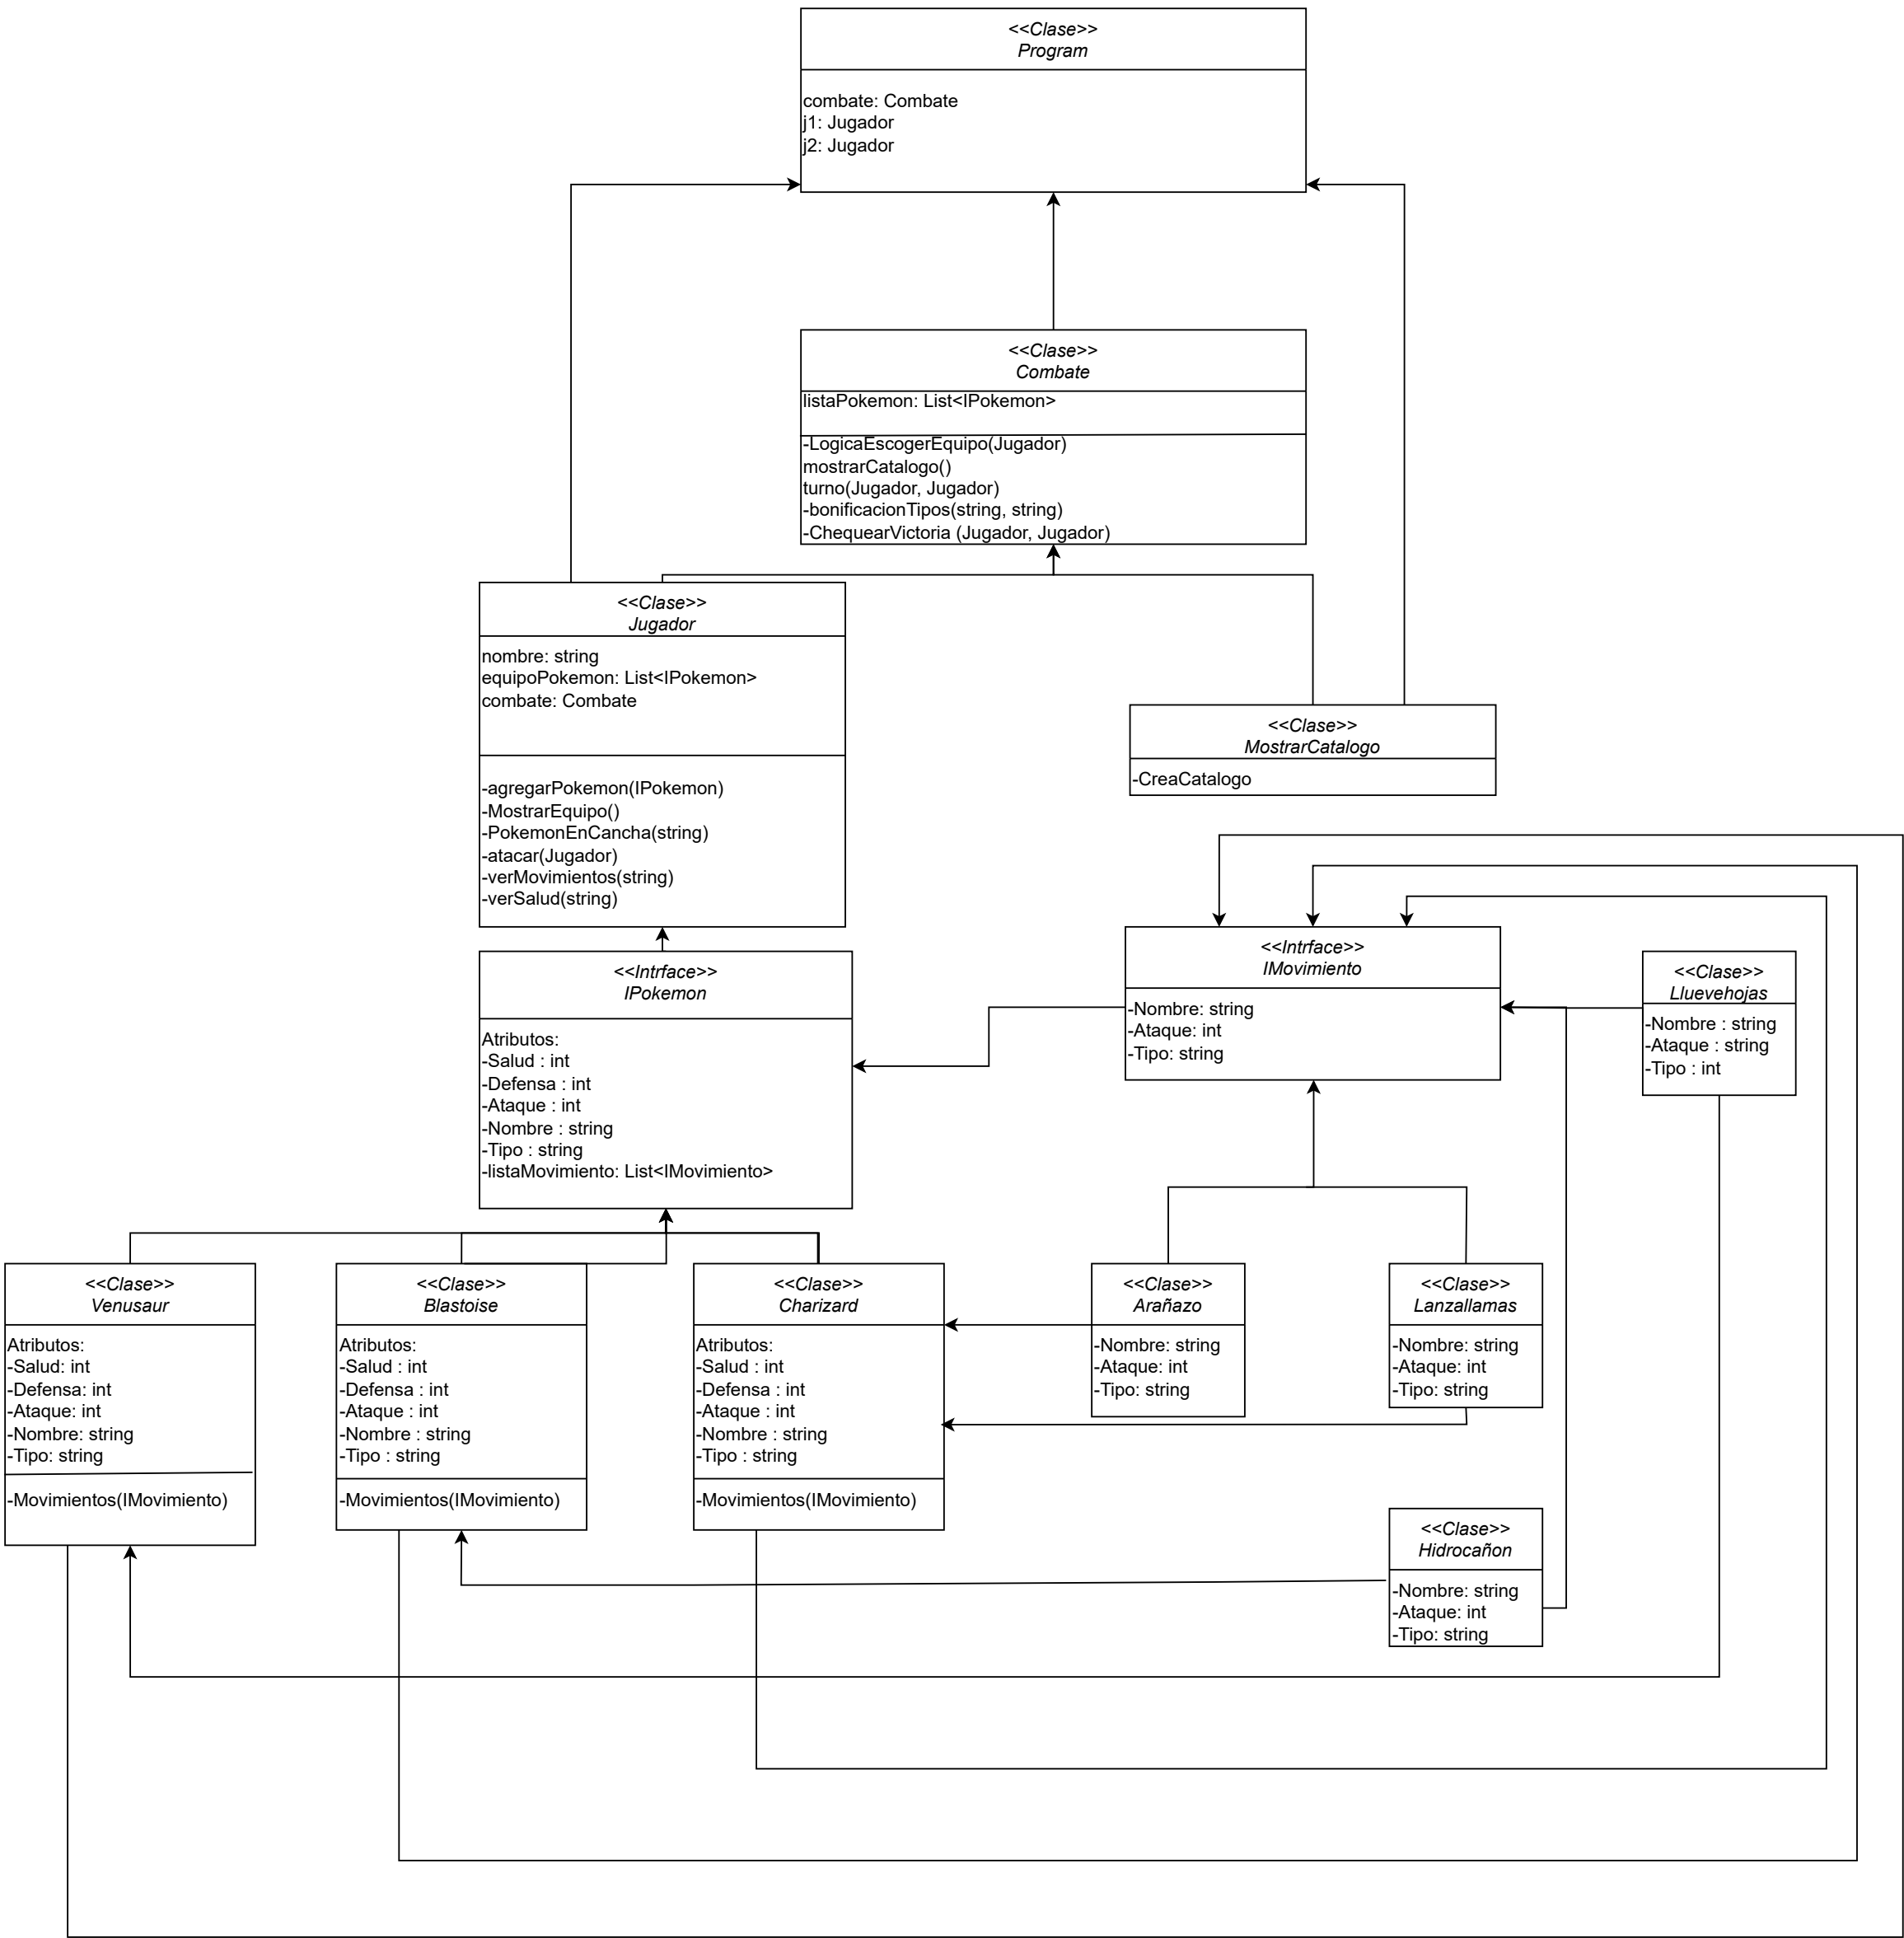 <<Clase>>
Program
combate: Combate
j1: Jugador
j2: Jugador
<<Clase>>
Combate
listaPokemon: List<IPokemon>
-LogicaEscogerEquipo(Jugador)
mostrarCatalogo()
turno(Jugador, Jugador)
-bonificacionTipos(string, string)
-ChequearVictoria (Jugador, Jugador)
<<Clase>>
Jugador
nombre: string
equipoPokemon: List<IPokemon>
combate: Combate
-agregarPokemon(IPokemon)
-MostrarEquipo()
-PokemonEnCancha(string)
-atacar(Jugador)
-verMovimientos(string)
-verSalud(string)
<<Clase>>
MostrarCatalogo
-CreaCatalogo
<<Intrface>>
IPokemon
Atributos:
-Salud : int
-Defensa : int
-Ataque : int
-Nombre : string
-Tipo : string
-listaMovimiento: List<IMovimiento>
<<Intrface>>
IMovimiento
-Nombre: string
-Ataque: int
-Tipo: string
<<Clase>>
Lluevehojas
-Nombre : string
-Ataque : string
-Tipo : int
<<Clase>>
Venusaur
Atributos:
-Salud: int
-Defensa: int
-Ataque: int
-Nombre: string
-Tipo: string
-Movimientos(IMovimiento)
<<Clase>>
Blastoise
Atributos:
-Salud : int
-Defensa : int
-Ataque : int
-Nombre : string
-Tipo : string
-Movimientos(IMovimiento)
<<Clase>>
Charizard
Atributos:
-Salud : int
-Defensa : int
-Ataque : int
-Nombre : string
-Tipo : string
-Movimientos(IMovimiento)
<<Clase>>
Arañazo
-Nombre: string
-Ataque: int
-Tipo: string
<<Clase>>
Lanzallamas
-Nombre: string
-Ataque: int
-Tipo: string
<<Clase>>
Hidrocañon
-Nombre: string
-Ataque: int
-Tipo: string